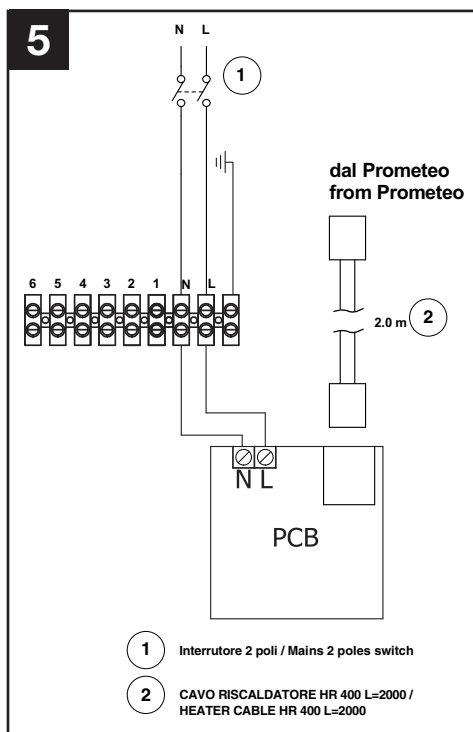 5
N L
1
dal Prometeo
from Prometeo
6 5 4 3 2 1 N L
2.0 m 2
N L
PCB
1 Interrutore 2 poli / Mains 2 poles switch
2 CAVO RISCALDATORE HR 400 L=2000 /
HEATER CABLE HR 400 L=2000